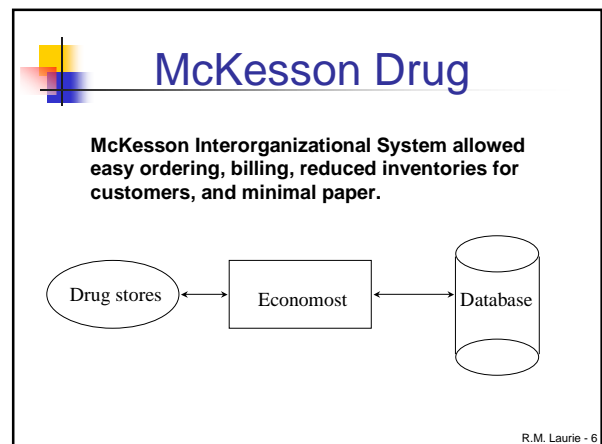 McKesson Drug
McKesson Interorganizational System allowed
easy ordering, billing, reduced inventories for
customers, and minimal paper.
Drug stores
Economost
Database
R.M. Laurie - 6